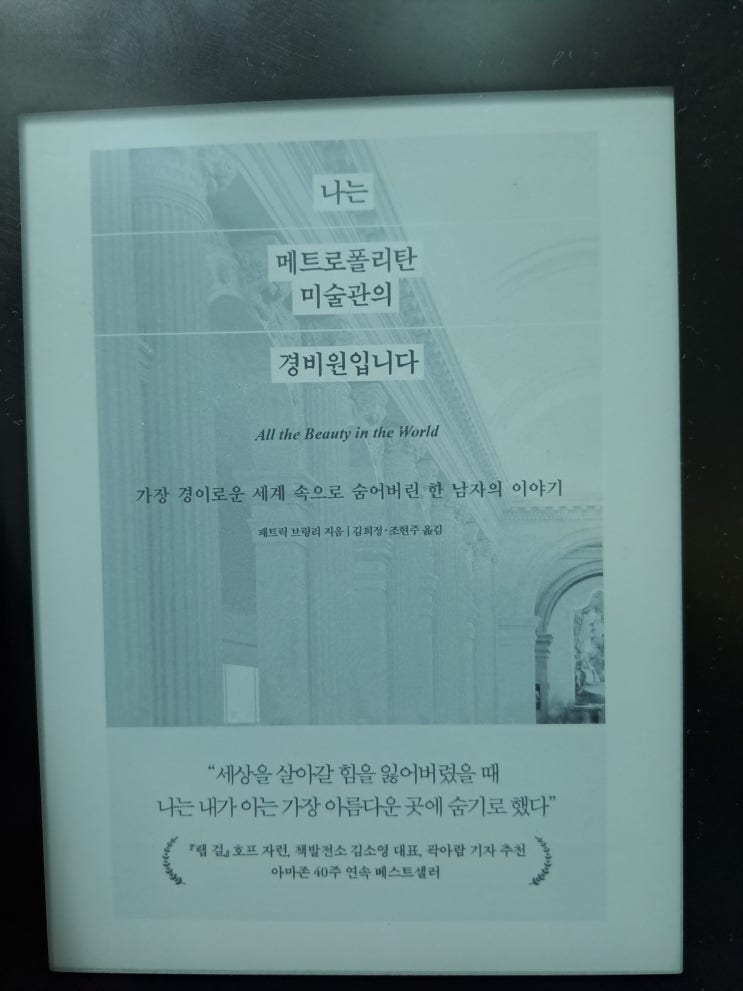 나는
메트로폴리탄
미술관의
경비원입니다
All the Beauty in the World
가장 경이로운 세계 속으로 숨어버린 한 남자의 이야기
패트릭 브링리 지음 | 김희정·조현주 옮김
“세상을 살아갈 힘을 잃어버렸을 때
나는 내가 아는 가장 아름다운 곳에 숨기로 했다”
『랩 걸』 호프 자런, 책발전소 김소영 대표, 곽아람 기자 추천
아마존 40주 연속 베스트셀러